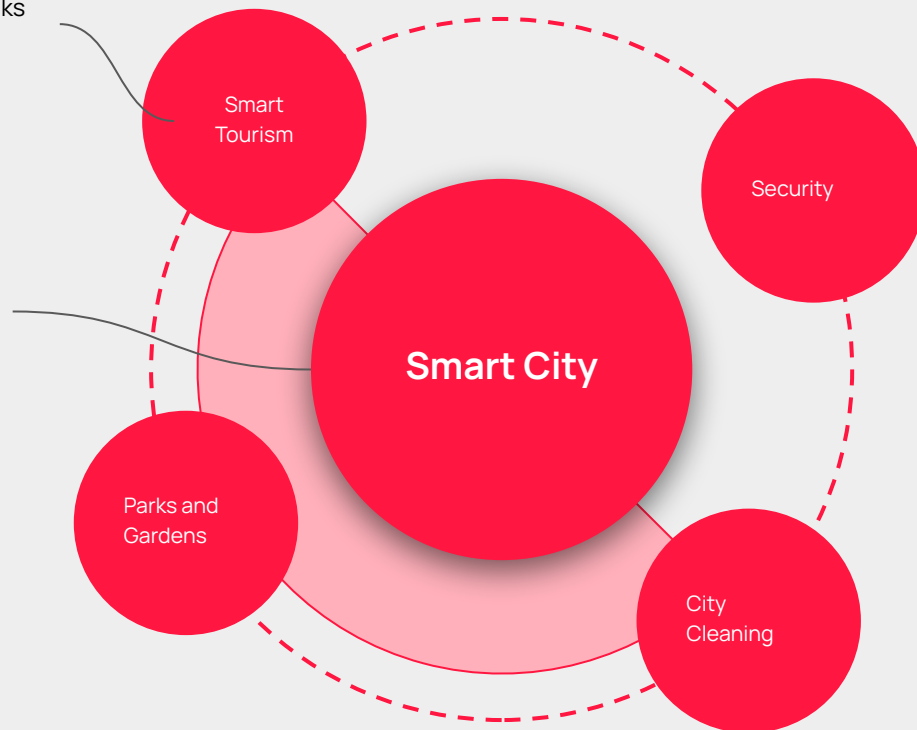 ks
Smart
Tourism
Security
Smart City
Parks and
Gardens
City
Cleaning